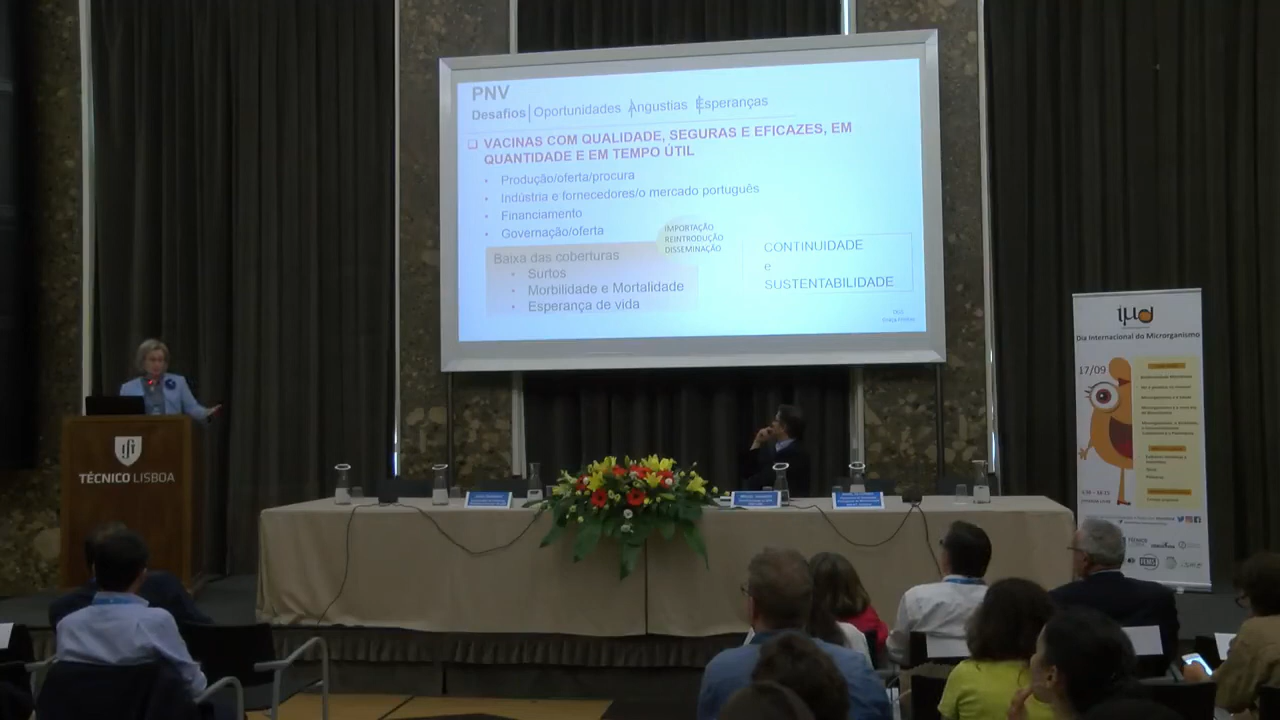 PNV
Desafios Oportunidades Angustias Esperanças
VACINAS COM QUALIDADE, SEGURAS E EFICAZES, EM
QUANTIDADE E EM TEMPO ÚTIL
• Produção/oferta/procura
• Indústria e fornecedores/o mercado português
• Financiamento
• Governação/oferta
IMPORTAÇÃO
REINTRODUÇÃO
DISSEMINAÇÃO
Baixa das coberturas
• Surtos
• Morbilidade e Mortalidade
• Esperança de vida
CONTINUIDADE
e
SUSTENTABILIDADE
TÉCNICO LISBOA
iμd
Dia Internacional do Microrganismo
17/09